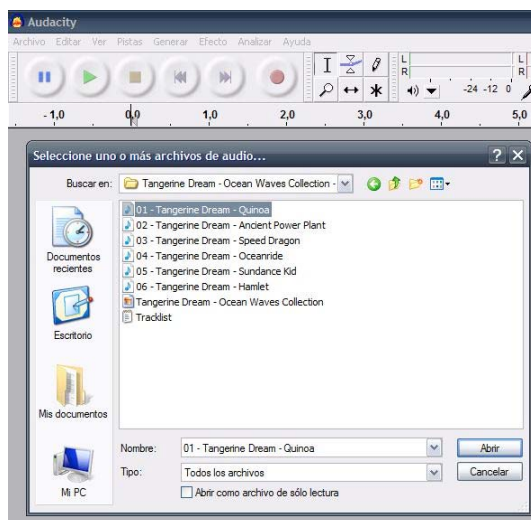 Audacity
Archivo Editar Ver Pistas Generar Efecto Analizar Ayuda
L
R
L
R
-24 -12 0
- 1,0 0,0 1,0 2,0 3,0 4,0 5,0
Seleccione uno o más archivos de audio...
Buscar en: Tangerine Dream - Ocean Waves Collection -
01 - Tangerine Dream - Quinoa
02 - Tangerine Dream - Ancient Power Plant
03 - Tangerine Dream - Speed Dragon
04 - Tangerine Dream - Oceanride
05 - Tangerine Dream - Sundance Kid
06 - Tangerine Dream - Hamlet
Tangerine Dream - Ocean Waves Collection
Tracklist
Documentos
recientes
Escritorio
Mis documentos
Mi PC
Nombre: 01 - Tangerine Dream - Quinoa Abrir
Tipo: Todos los archivos Cancelar
Abrir como archivo de sólo lectura